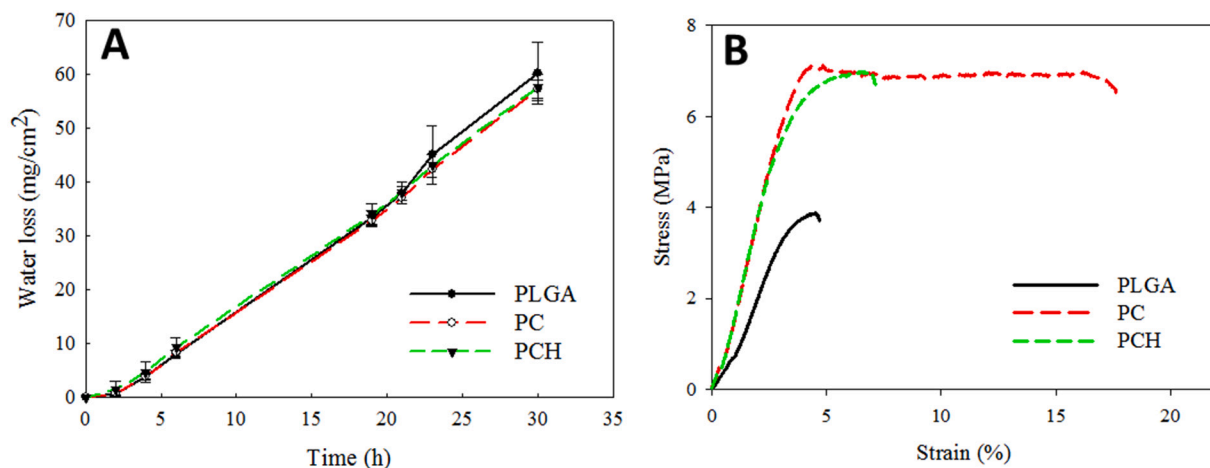 A
70
60
50
40
30
20
10
0
Water loss (mg/cm²)
PLGA
PC
PCH
0 5 10 15 20 25 30 35
Time (h)
B
8
6
4
2
0
Stress (MPa)
PLGA
PC
PCH
0 5 10 15 20
Strain (%)